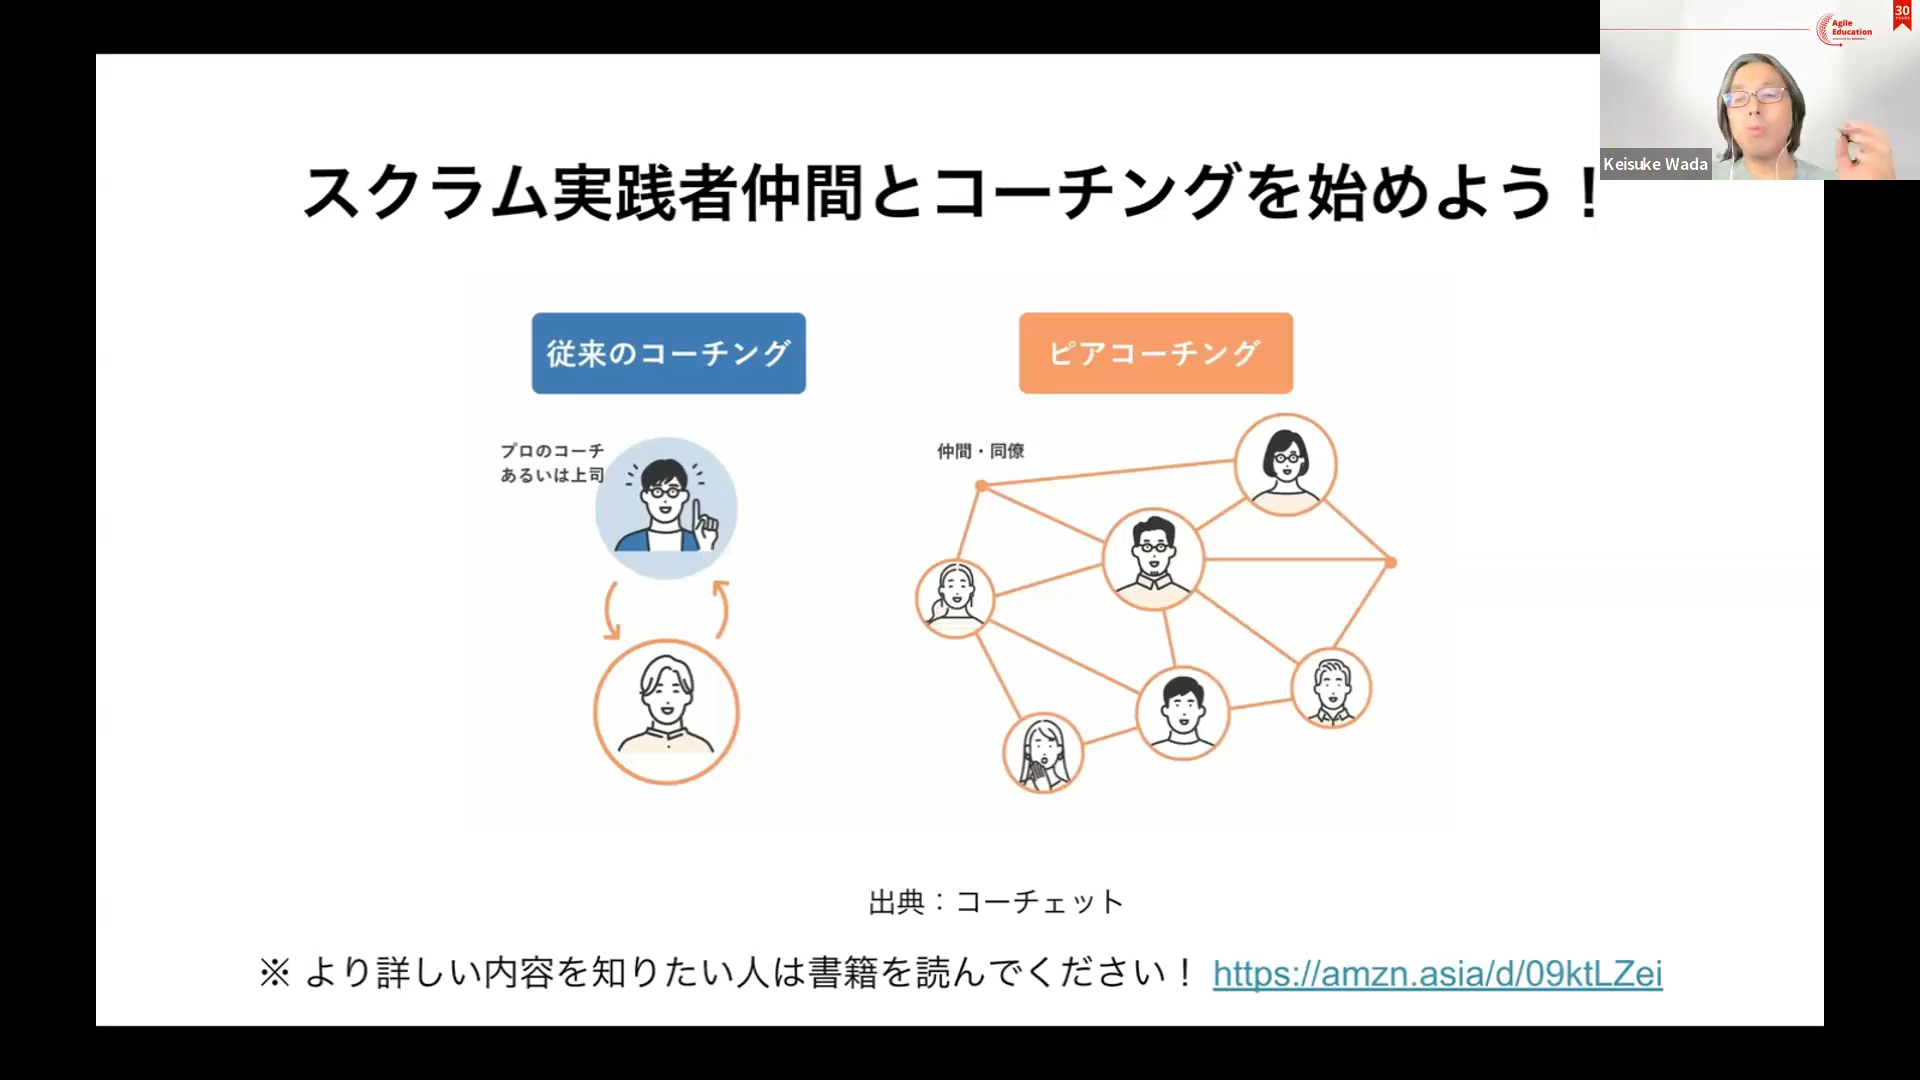 30
YEARS
Agile
Education
Keisuke Wada
スクラム実践者仲間とコーチングを始めよう！
従来のコーチング
ピアコーチング
プロのコーチ
あるいは上司
仲間・同僚
出典：コーチェット
※ より詳しい内容を知りたい人は書籍を読んでください！ https://amzn.asia/d/09ktLZei